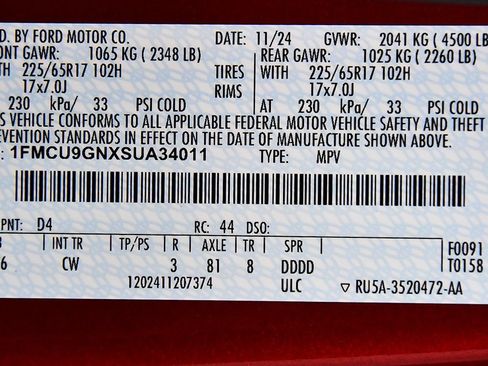 D. BY FORD MOTOR CO. DATE: 11/24 GVWR: 2041 KG ( 4500 LB
ONT GAWR: 1065 KG ( 2348 LB) REAR GAWR: 1025 KG ( 2260 LB)
TH 225/65R17 102H TIRES WITH 225/65R17 102H
17x7.0J RIMS 17x7.0J
230 kPa/ 33 PSI COLD AT 230 kPa/ 33 PSI COLD
S VEHICLE CONFORMS TO ALL APPLICABLE FEDERAL MOTOR VEHICLE SAFETY AND THEFT
EVENTION STANDARDS IN EFFECT ON THE DATE OF MANUFACTURE SHOWN ABOVE.
1FMCU9GNXSUA34011 TYPE: MPV
PNT: D4 RC: 44 DSO:
INT TR TP/PS R AXLE TR SPR F0091
6 CW 3 81 8 DDDD T0158
1202411207374 ULC ▽ RU5A-3520472-AA